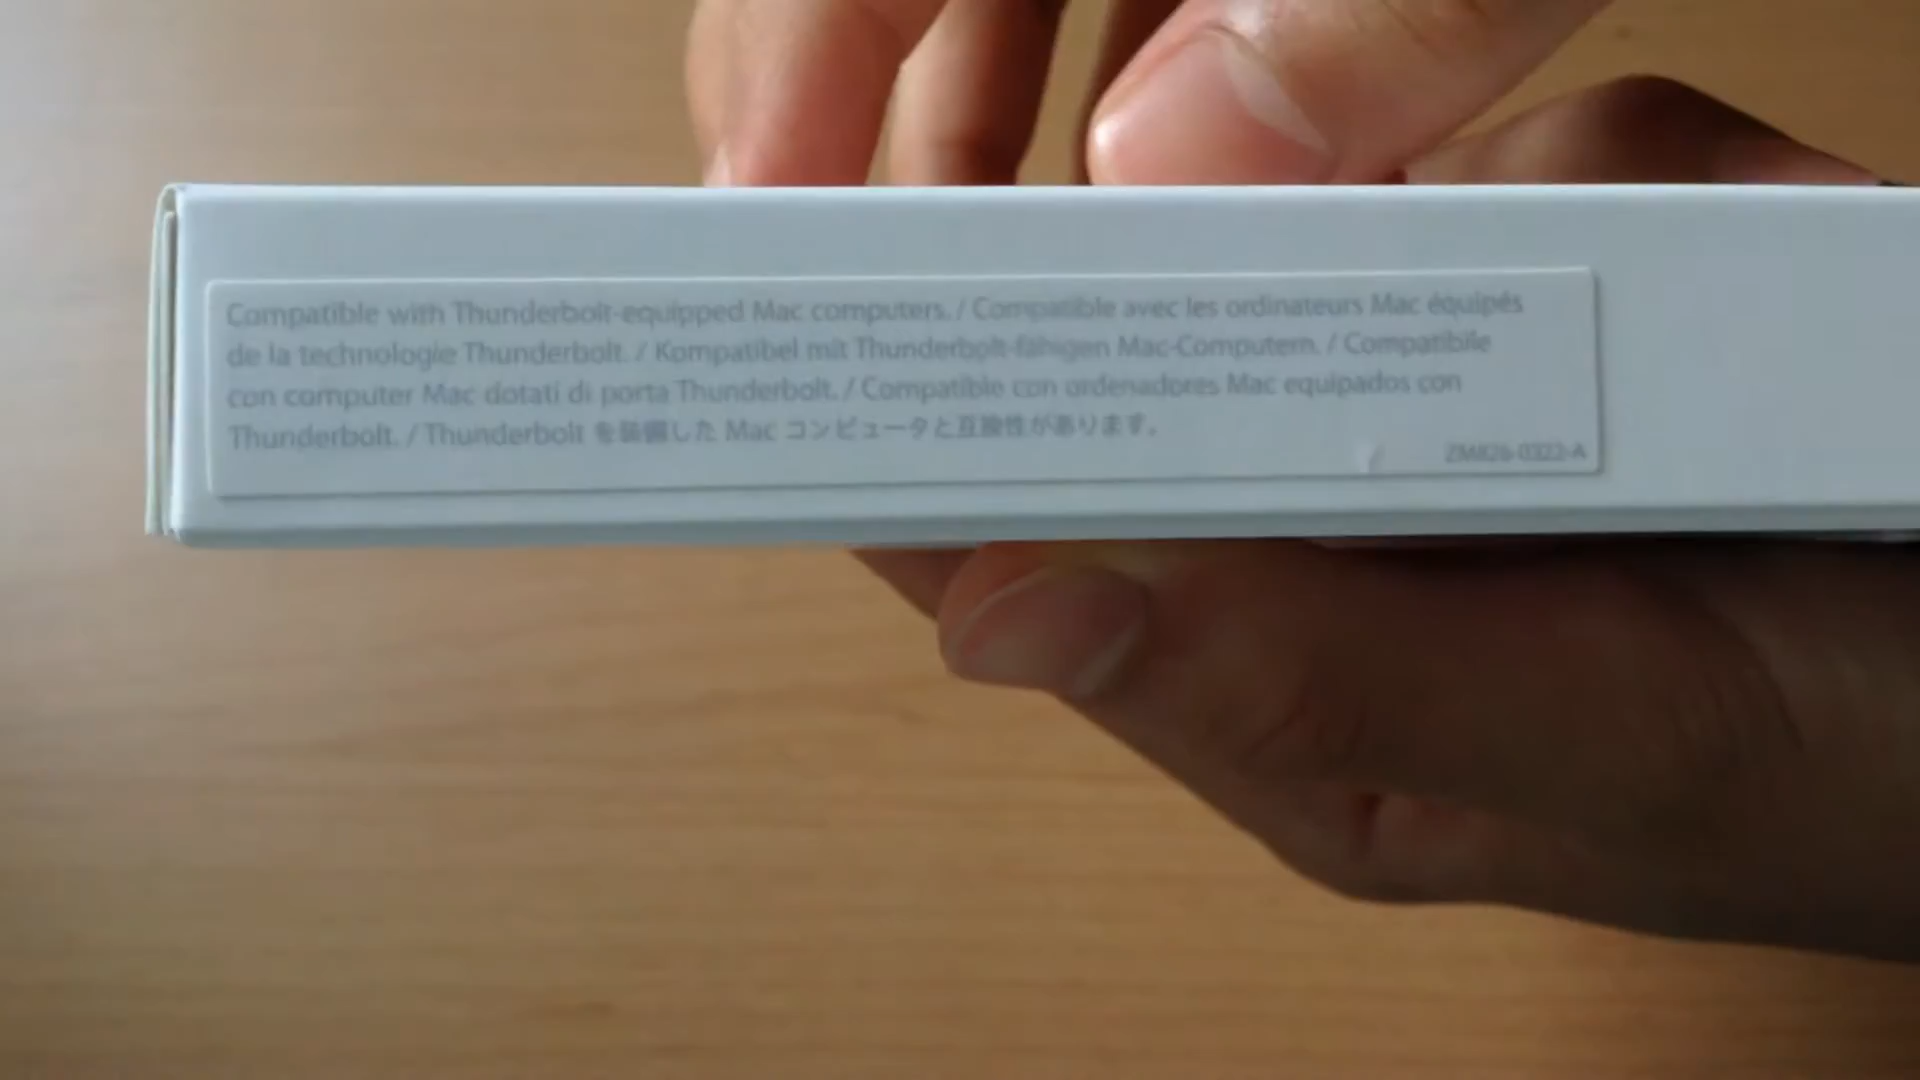 Compatible with Thunderbolt-equipped Mac computers. / Compatible avec les ordinateurs Mac équipés
de la technologie Thunderbolt. / Kompatibel mit Thunderbolt-fähigen Mac-Computern. / Compatibile
con computer Mac dotati di porta Thunderbolt. / Compatible con ordenadores Mac equipados con
Thunderbolt. / Thunderbolt を装備した Mac コンピュータと互換性があります。
ZM826-0322-A